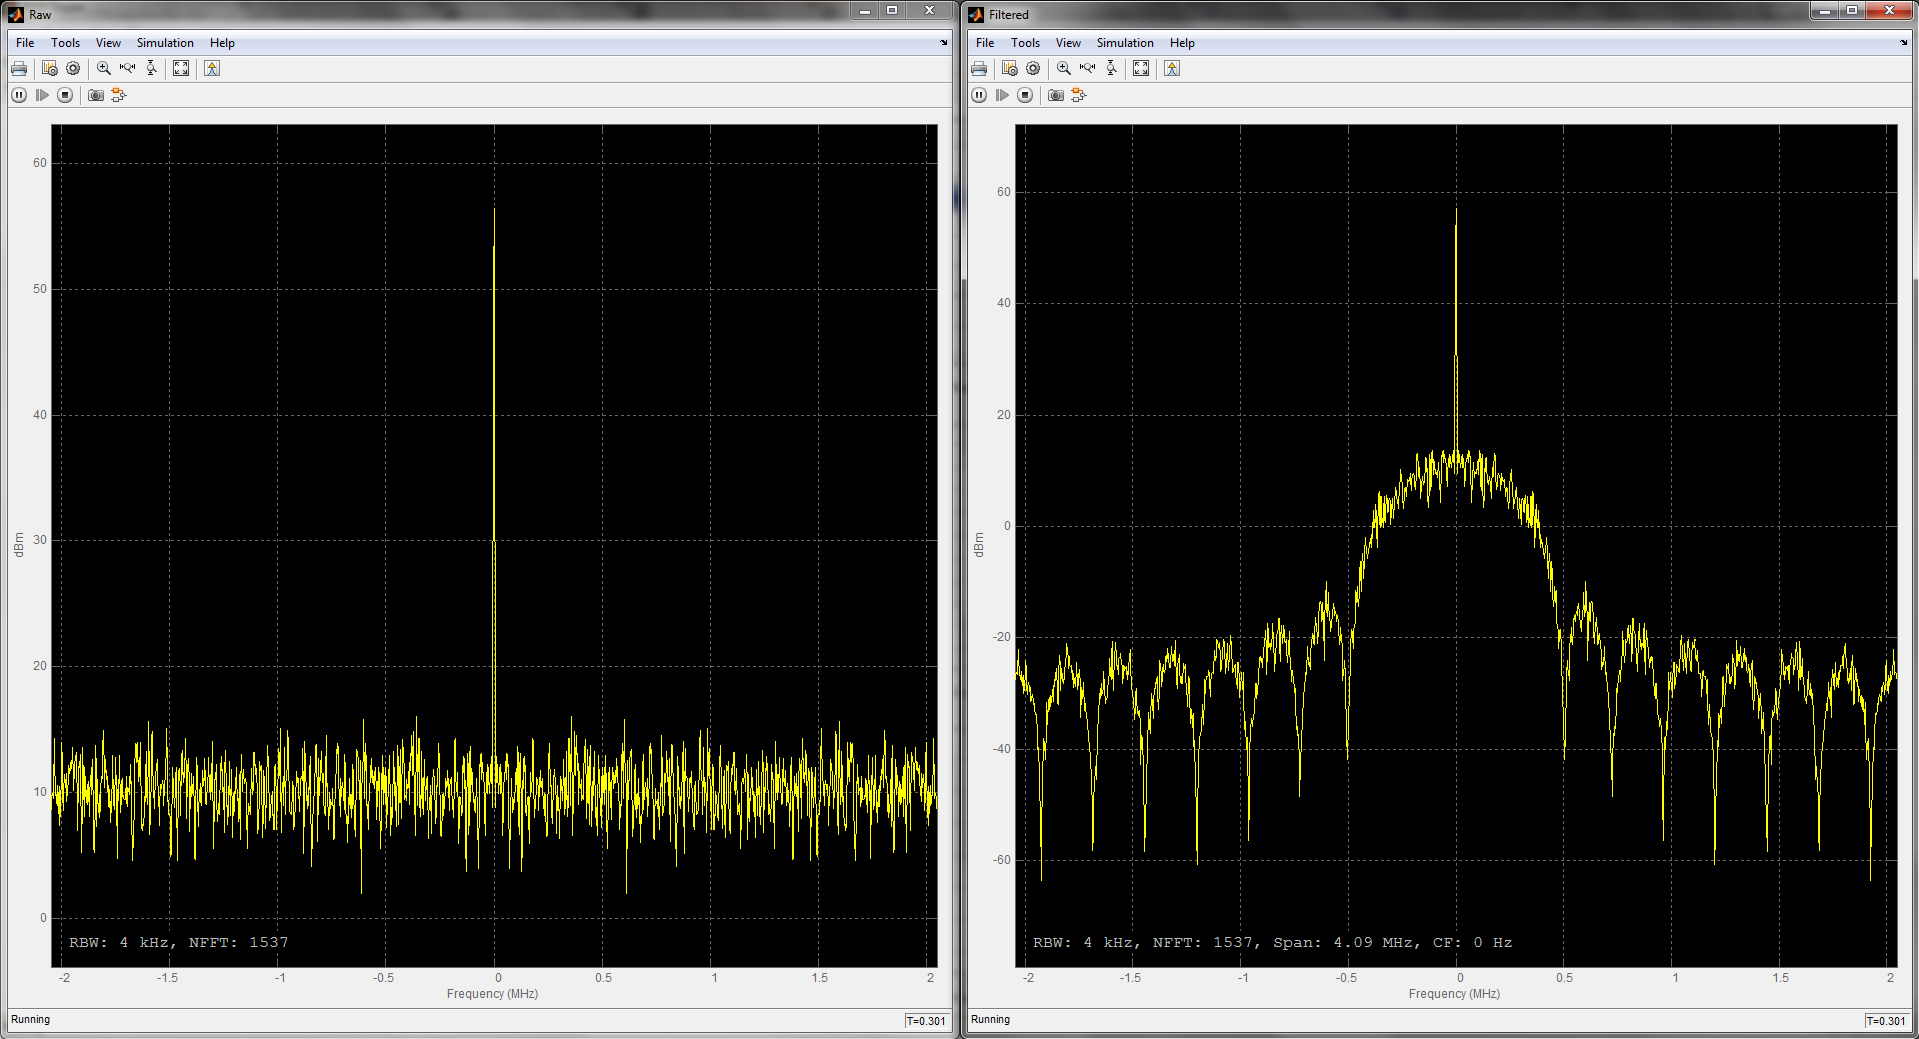 Raw
File Tools View Simulation Help
60
50
40
30
20
10
0
dBm
RBW: 4 kHz, NFFT: 1537
-2 -1.5 -1 -0.5 0 0.5 1 1.5 2
Frequency (MHz)
Running
T=0.301
Filtered
File Tools View Simulation Help
60
40
20
0
-20
-40
-60
dBm
RBW: 4 kHz, NFFT: 1537, Span: 4.09 MHz, CF: 0 Hz
-2 -1.5 -1 -0.5 0 0.5 1 1.5 2
Frequency (MHz)
Running
T=0.301